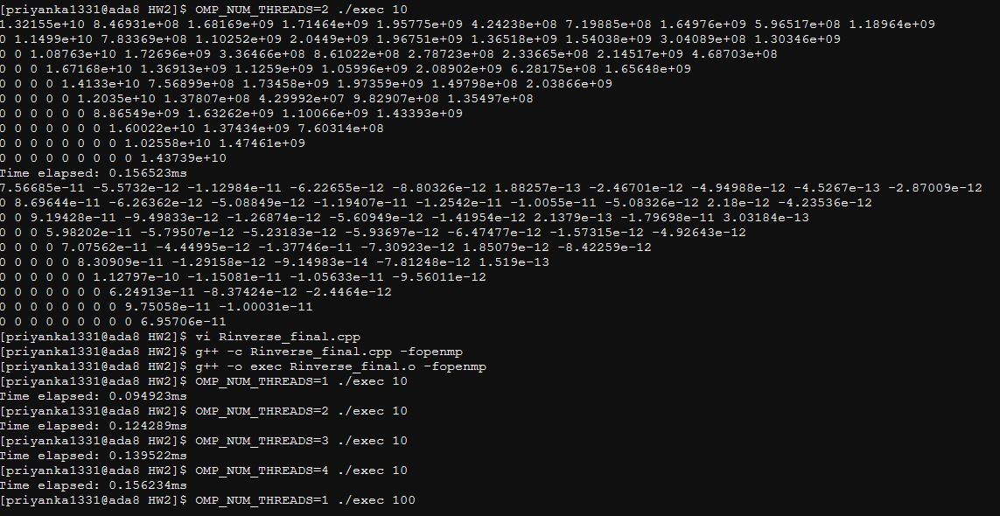 [priyanka1331@ada8 HW2]$ OMP_NUM_THREADS=2 ./exec 10
1.32155e+10 8.46931e+08 1.68169e+09 1.71464e+09 1.95775e+09 4.24238e+08 7.19885e+08 1.64976e+09 5.96517e+08 1.18964e+09
0 1.1499e+10 7.83369e+08 1.10252e+09 2.0449e+09 1.96751e+09 1.36518e+09 1.54038e+09 3.04089e+08 1.30346e+09
0 0 1.08763e+10 1.72696e+09 3.36466e+08 8.61022e+08 2.78723e+08 2.33665e+08 2.14517e+09 4.68703e+08
0 0 0 1.67168e+10 1.36913e+09 1.1259e+09 1.05996e+09 2.08902e+09 6.28175e+08 1.65648e+09
0 0 0 0 1.4133e+10 7.56899e+08 1.73458e+09 1.97359e+09 1.49798e+08 2.03866e+09
0 0 0 0 0 1.2035e+10 1.37807e+08 4.29992e+07 9.82907e+08 1.35497e+08
0 0 0 0 0 0 8.86549e+09 1.63262e+09 1.10066e+09 1.43393e+09
0 0 0 0 0 0 0 1.60022e+10 1.37434e+09 7.60314e+08
0 0 0 0 0 0 0 0 1.02558e+10 1.47461e+09
0 0 0 0 0 0 0 0 0 1.43739e+10
Time elapsed: 0.156523ms
7.56685e-11 -5.5732e-12 -1.12984e-11 -6.22655e-12 -8.80326e-12 1.88257e-13 -2.46701e-12 -4.94988e-12 -4.5267e-13 -2.87009e-12
0 8.69644e-11 -6.26362e-12 -5.08849e-12 -1.19407e-11 -1.2542e-11 -1.0055e-11 -5.08326e-12 2.18e-12 -4.23536e-12
0 0 9.19428e-11 -9.49833e-12 -1.26874e-12 -5.60949e-12 -1.41954e-12 2.1379e-13 -1.79698e-11 3.03184e-13
0 0 0 5.98202e-11 -5.79507e-12 -5.23183e-12 -5.93697e-12 -6.47477e-12 -1.57315e-12 -4.92643e-12
0 0 0 0 7.07562e-11 -4.44995e-12 -1.37746e-11 -7.30923e-12 1.85079e-12 -8.42259e-12
0 0 0 0 0 8.30909e-11 -1.29158e-12 -9.14983e-14 -7.81248e-12 1.519e-13
0 0 0 0 0 0 1.12797e-10 -1.15081e-11 -1.05633e-11 -9.56011e-12
0 0 0 0 0 0 0 6.24913e-11 -8.37424e-12 -2.4464e-12
0 0 0 0 0 0 0 0 9.75058e-11 -1.00031e-11
0 0 0 0 0 0 0 0 0 6.95706e-11
[priyanka1331@ada8 HW2]$ vi Rinverse_final.cpp
[priyanka1331@ada8 HW2]$ g++ -c Rinverse_final.cpp -fopenmp
[priyanka1331@ada8 HW2]$ g++ -o exec Rinverse_final.o -fopenmp
[priyanka1331@ada8 HW2]$ OMP_NUM_THREADS=1 ./exec 10
Time elapsed: 0.094923ms
[priyanka1331@ada8 HW2]$ OMP_NUM_THREADS=2 ./exec 10
Time elapsed: 0.124289ms
[priyanka1331@ada8 HW2]$ OMP_NUM_THREADS=3 ./exec 10
Time elapsed: 0.139522ms
[priyanka1331@ada8 HW2]$ OMP_NUM_THREADS=4 ./exec 10
Time elapsed: 0.156234ms
[priyanka1331@ada8 HW2]$ OMP_NUM_THREADS=1 ./exec 100